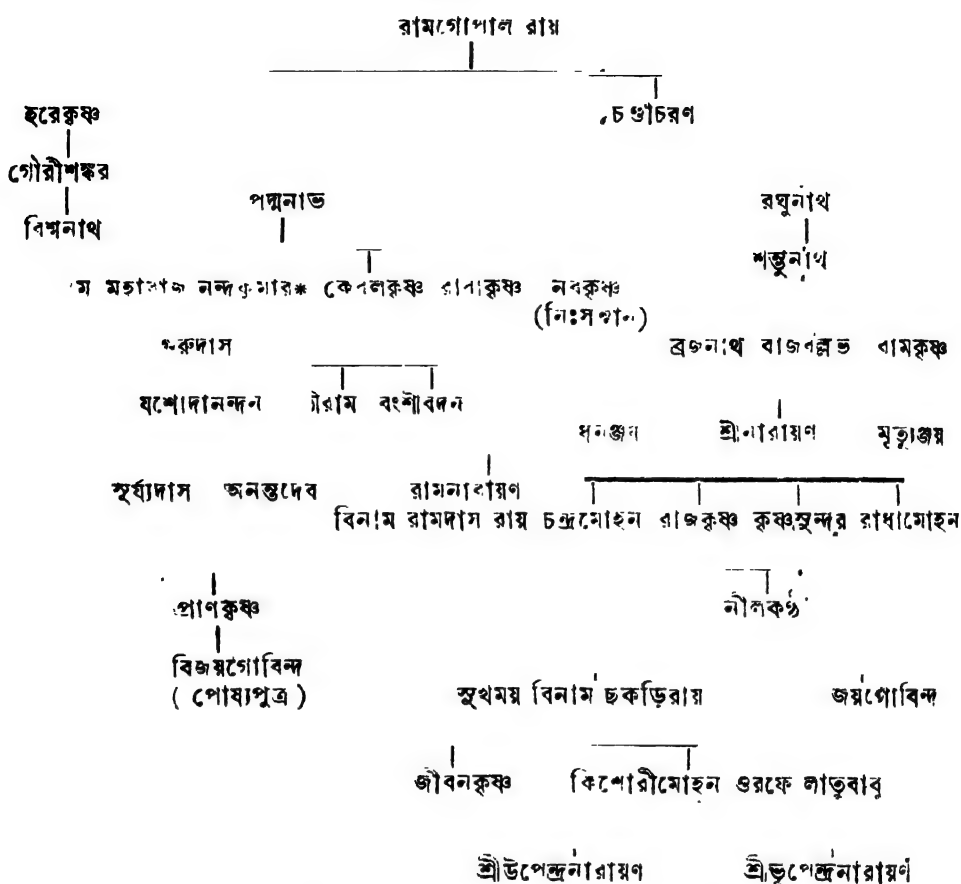 রামগোপাল রায়
হরেকৃষ্ণ চণ্ডীচরণ
গৌরীশঙ্কর
পদ্মনাভ রঘুনাথ
বিশ্বনাথ
শম্ভুনাথ
ম মহারাজ নন্দকুমার* কেবলকৃষ্ণ রাধাকৃষ্ণ নবকৃষ্ণ
(নিঃসন্তান)
গুরুদাস ব্রজনাথ রাজবল্লভ রামকৃষ্ণ
যশোদানন্দন শ্রীরাম বংশীবদন
ধনঞ্জয় শ্রীনারায়ণ মৃত্যুঞ্জয়
সূর্য্যদাস অনন্তদেব রামনারায়ণ
বিনাম রামদাস রায় চন্দ্রমোহন রাজকৃষ্ণ কৃষ্ণসুন্দর রাধামোহন
প্রাণকৃষ্ণ নীলকণ্ঠ
বিজয়গোবিন্দ
(পোষ্যপুত্র) সুখময় বিনাম ছকড়িরায় জয়গোবিন্দ
জীবনকৃষ্ণ কিশোরীমোহন ওরফে লাতুবাবু
শ্রীউপেন্দ্রনারায়ণ শ্রীভূপেন্দ্রনারায়ণ